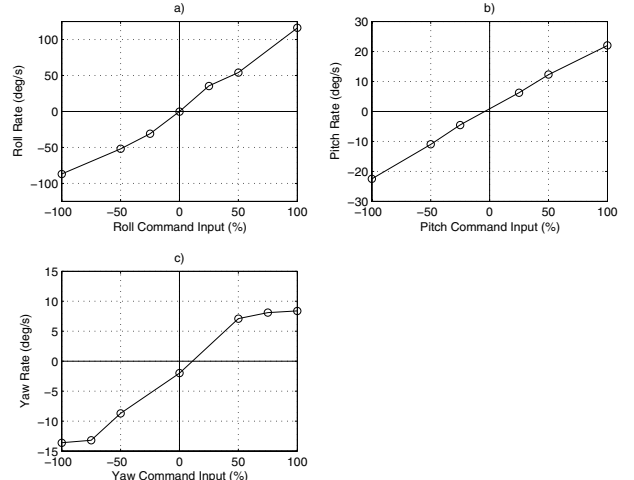 a)
100
50
0
−50
−100
Roll Rate (deg/s)
−100 −50 0 50 100
Roll Command Input (%)
b)
30
20
10
0
−10
−20
−30
Pitch Rate (deg/s)
−100 −50 0 50 100
Pitch Command Input (%)
c)
15
10
5
0
−5
−10
−15
Yaw Rate (deg/s)
−100 −50 0 50 100
Yaw Command Input (%)